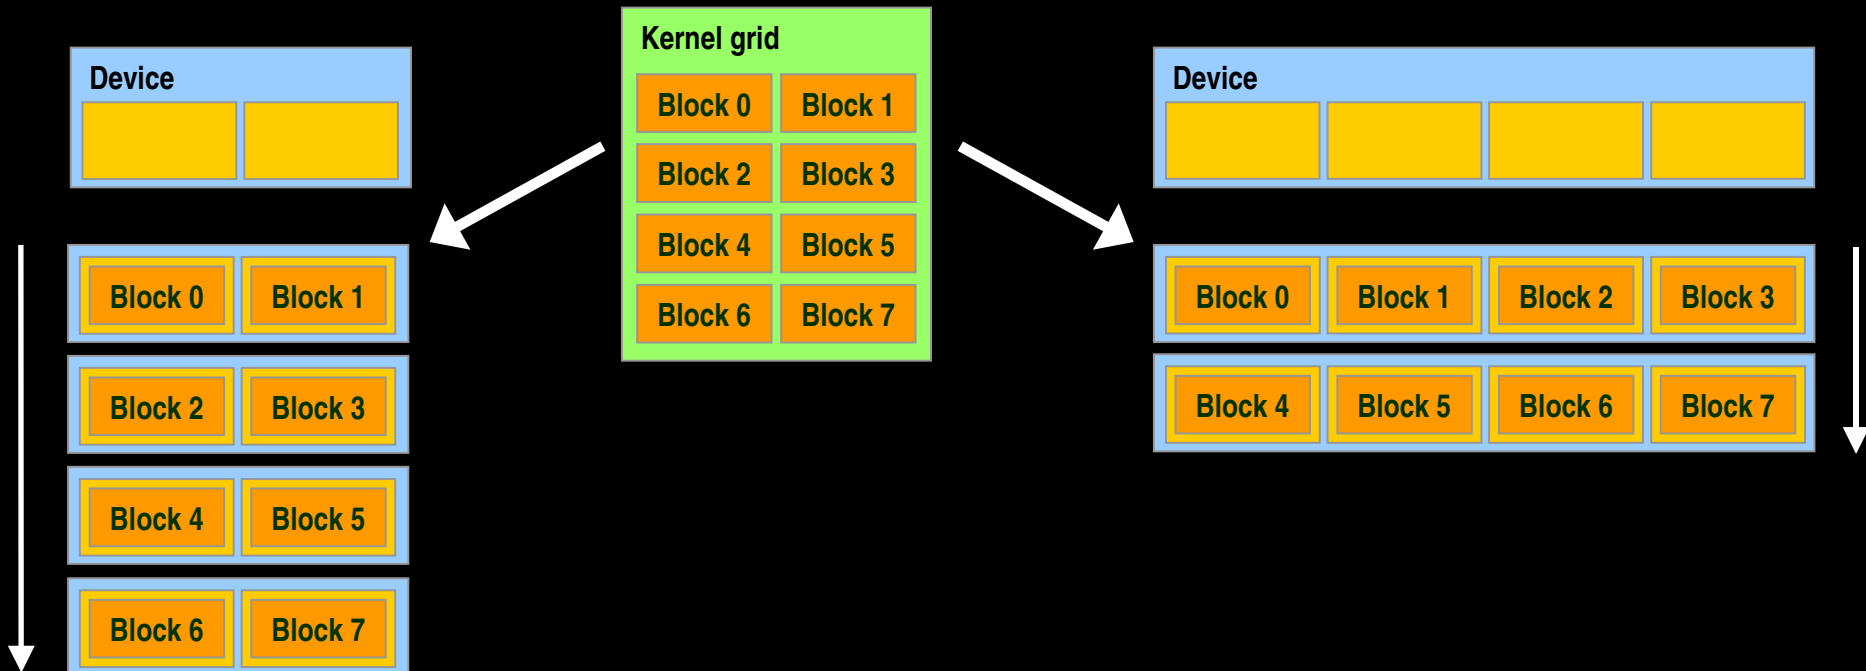 Kernel grid
Block 0 Block 1
Block 2 Block 3
Block 4 Block 5
Block 6 Block 7
Device
Block 0 Block 1
Block 2 Block 3
Block 4 Block 5
Block 6 Block 7
Device
Block 0 Block 1 Block 2 Block 3
Block 4 Block 5 Block 6 Block 7